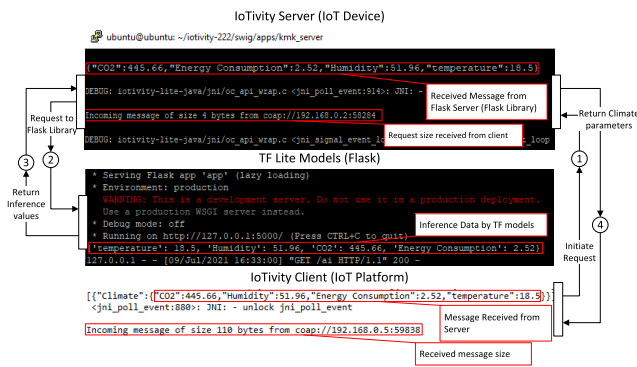 IoTivity Server (IoT Device)
ubuntu@ubuntu: ~/iotivity-222/swig/apps/kmk_server
{"CO2":445.66,"Energy Consumption":2.52,"Humidity":51.96,"temperature":18.5}
DEBUG: iotivity-lite-java/jni/oc_api_wrap.c <jni_poll_event:914>: JNI: -
Received Message from
Flask Server (Flask Library)
Incoming message of size 4 bytes from coap://192.168.0.2:58284
Request size received from client
DEBUG: iotivity-lite-java/jni/oc_api_wrap.c <jni_signal_event_lo
t_loop
Request to
Flask Library
Return Climate
parameters
3
2
1
4
Return
Inference
values
Initiate
Request
TF Lite Models (Flask)
* Serving Flask app 'app' (lazy loading)
* Environment: production
WARNING: This is a development server. Do not use it in a production deployment.
Use a production WSGI server instead.
* Debug mode: off
* Running on http://127.0.0.1:5000/ (Press CTRL+C to quit)
Inference Data by TF models
'temperature': 18.5, 'Humidity': 51.96, 'CO2': 445.66, 'Energy Consumption': 2.52}
127.0.0.1 - - [09/Jul/2021 16:33:00] "GET /ai HTTP/1.1" 200 -
IoTivity Client (IoT Platform)
[{"Climate":{"CO2":445.66,"Humidity":51.96,"Energy Consumption":2.52,"temperature":18.5}}]
<jni_poll_event:880>: JNI: - unlock jni_poll_event
Message Received from
Server
Incoming message of size 110 bytes from coap://192.168.0.5:59838
Received message size